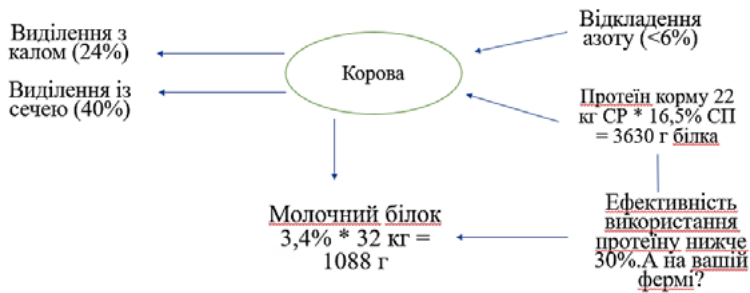 Виділення з
калом (24%)
Виділення із
сечею (40%)
Корова
Відкладення
азоту (<6%)
Протеїн корму 22
кг СР * 16,5% СП
= 3630 г білка
Молочний білок
3,4% * 32 кг =
1088 г
Ефективність
використання
протеїну нижче
30%.А на вашій
фермі?